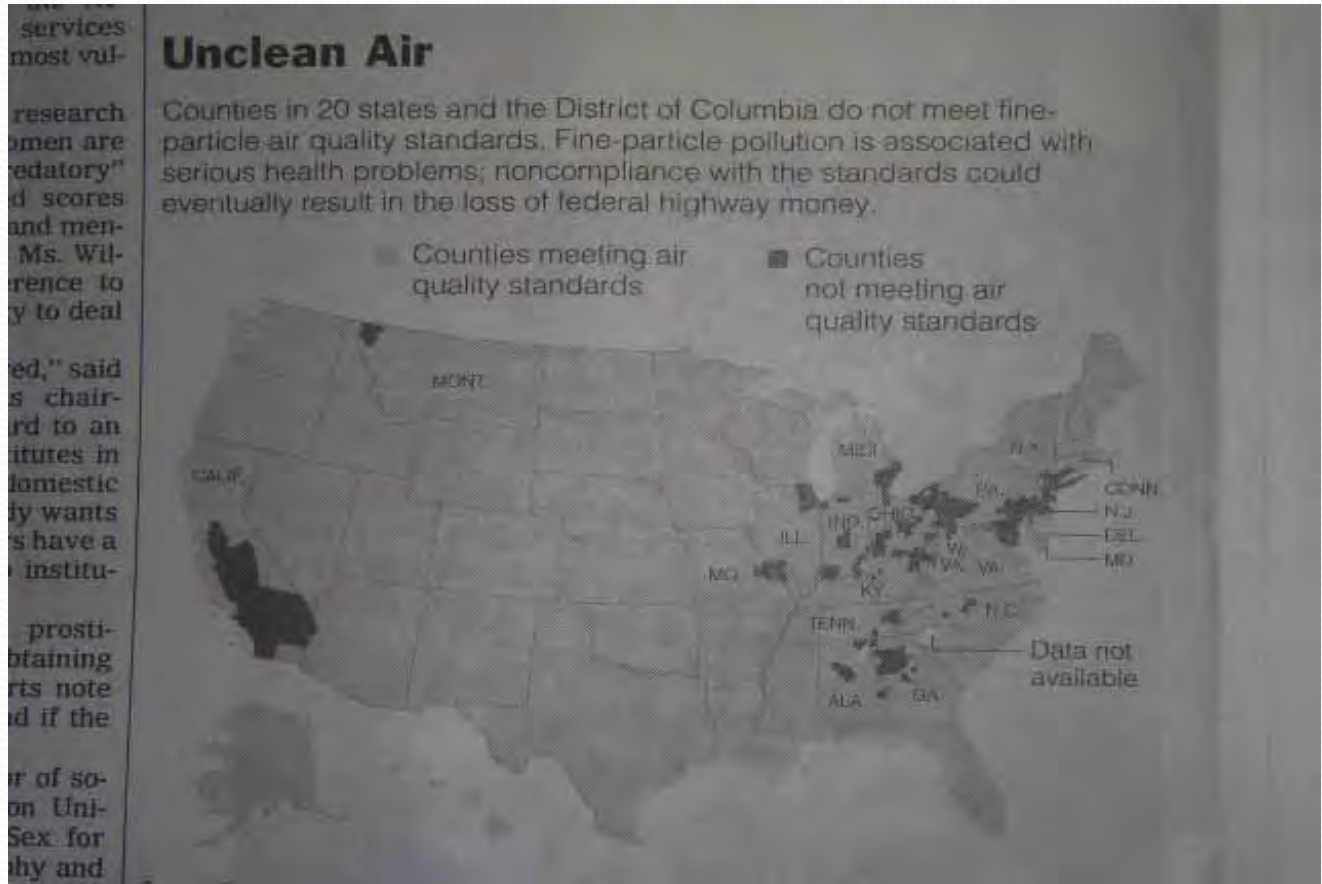 services
most vul-
research
omen are
redatory"
d scores
and men-
Ms. Wil-
rence to
y to deal
ed," said
s chair-
rd to an
titutes in
domestic
ly wants
s have a
institu-
prosti-
btaining
rts note
nd if the
r of so-
on Uni-
Sex for
hy and
Unclean Air
Counties in 20 states and the District of Columbia do not meet fine-
particle air quality standards. Fine-particle pollution is associated with
serious health problems; noncompliance with the standards could
eventually result in the loss of federal highway money.
Counties meeting air
quality standards
Counties
not meeting air
quality standards
MONT.
CALIF.
MICH.
N.Y.
PA.
CONN.
N.J.
DEL.
MD.
OHIO
IND.
ILL.
W.
VA.
VA.
MO.
KY.
N.C.
TENN.
Data not
available
ALA.
GA.